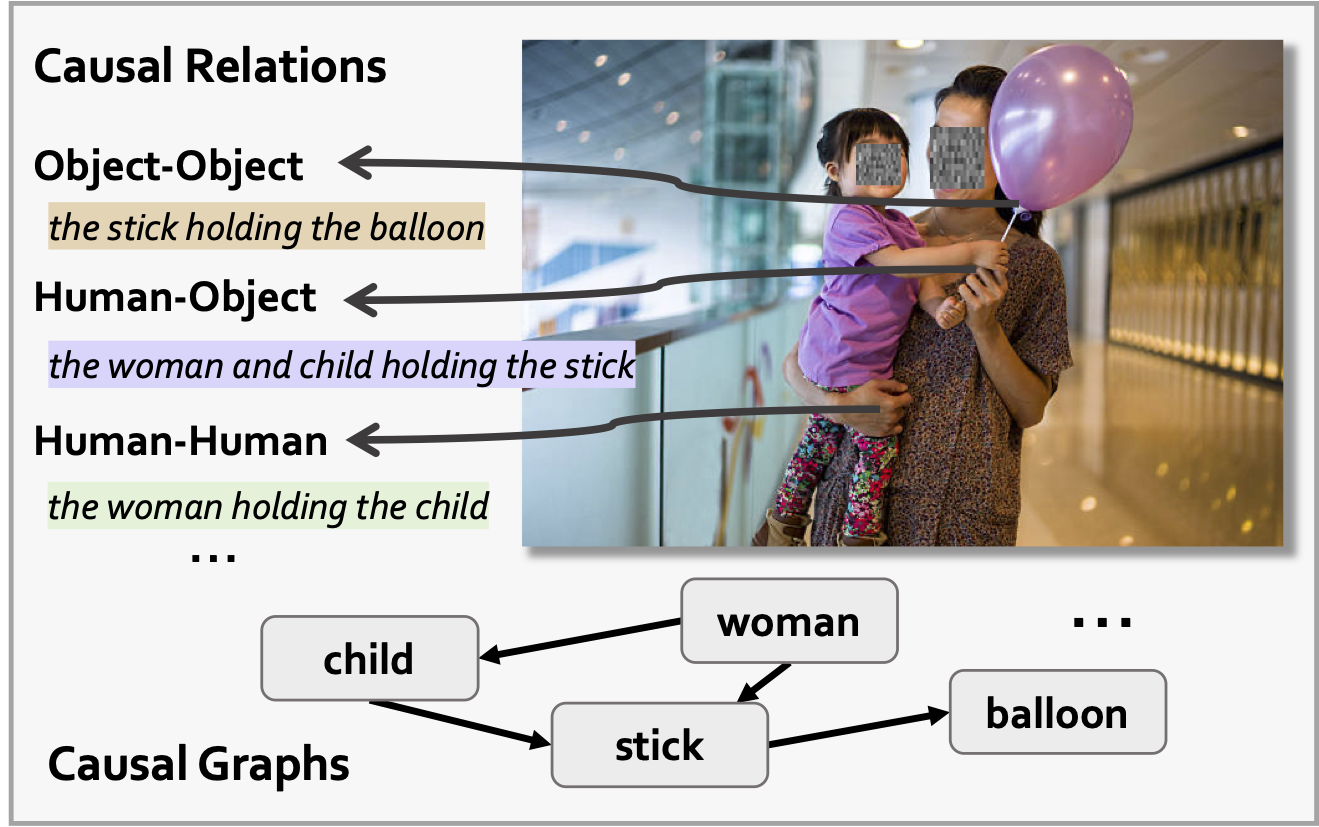 Causal Relations
Object-Object
the stick holding the balloon
Human-Object
the woman and child holding the stick
Human-Human
the woman holding the child
...
woman
...
child
balloon
stick
Causal Graphs